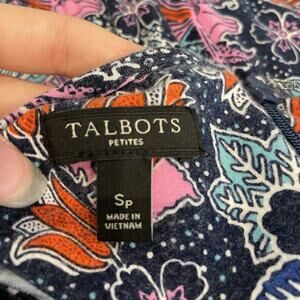 TALBOTS
PETITES
SP
MADE IN
VIETNAM